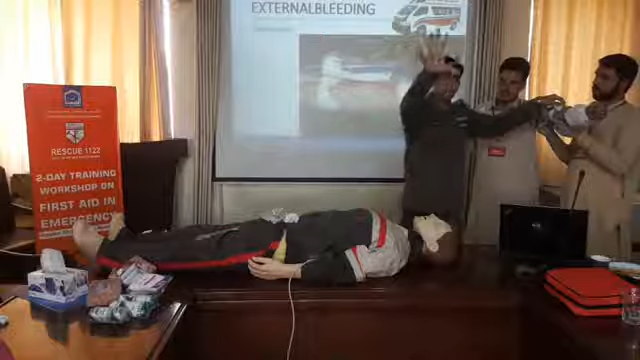 EXTERNALBLEEDING
RESCUE 1122
2-DAY TRAINING
WORKSHOP ON
FIRST AID IN
EMERGENCY